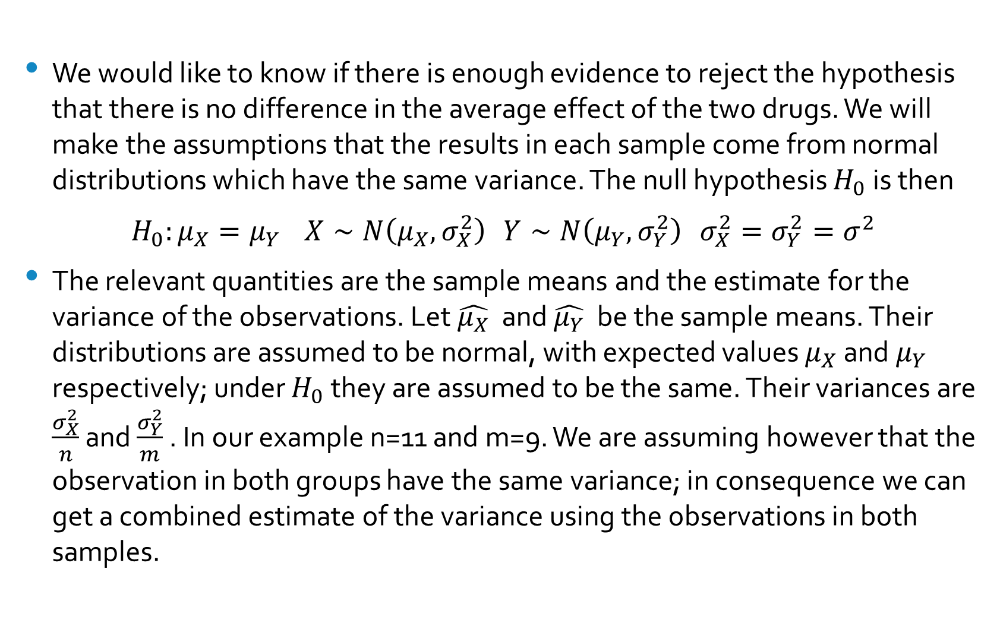 • We would like to know if there is enough evidence to reject the hypothesis
that there is no difference in the average effect of the two drugs. We will
make the assumptions that the results in each sample come from normal
distributions which have the same variance. The null hypothesis $H_0$ is then
$H_0: \mu_X = \mu_Y \quad X \sim N(\mu_X, \sigma_X^2) \quad Y \sim N(\mu_Y, \sigma_Y^2) \quad \sigma_X^2 = \sigma_Y^2 = \sigma^2$
• The relevant quantities are the sample means and the estimate for the
variance of the observations. Let $\widehat{\mu_X}$ and $\widehat{\mu_Y}$ be the sample means. Their
distributions are assumed to be normal, with expected values $\mu_X$ and $\mu_Y$
respectively; under $H_0$ they are assumed to be the same. Their variances are
$\frac{\sigma_X^2}{n}$ and $\frac{\sigma_Y^2}{m}$ . In our example n=11 and m=9. We are assuming however that the
observation in both groups have the same variance; in consequence we can
get a combined estimate of the variance using the observations in both
samples.